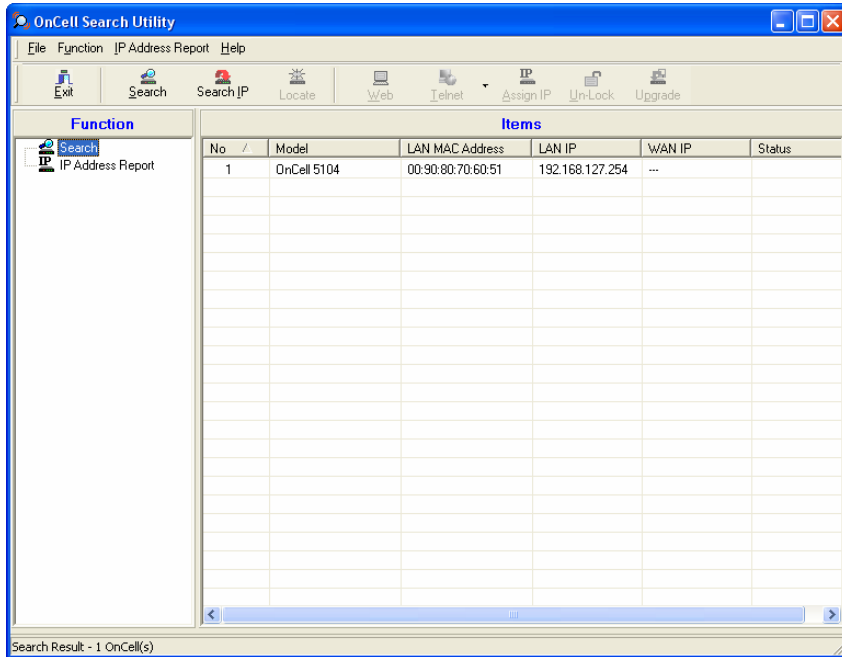 OnCell Search Utility
File Function IP Address Report Help
Exit Search Search IP Locate Web Telnet Assign IP Un-Lock Upgrade
Function
Items
Search
IP Address Report
No Model LAN MAC Address LAN IP WAN IP Status
1 OnCell 5104 00:90:80:70:60:51 192.168.127.254 ---
Search Result - 1 OnCell(s)